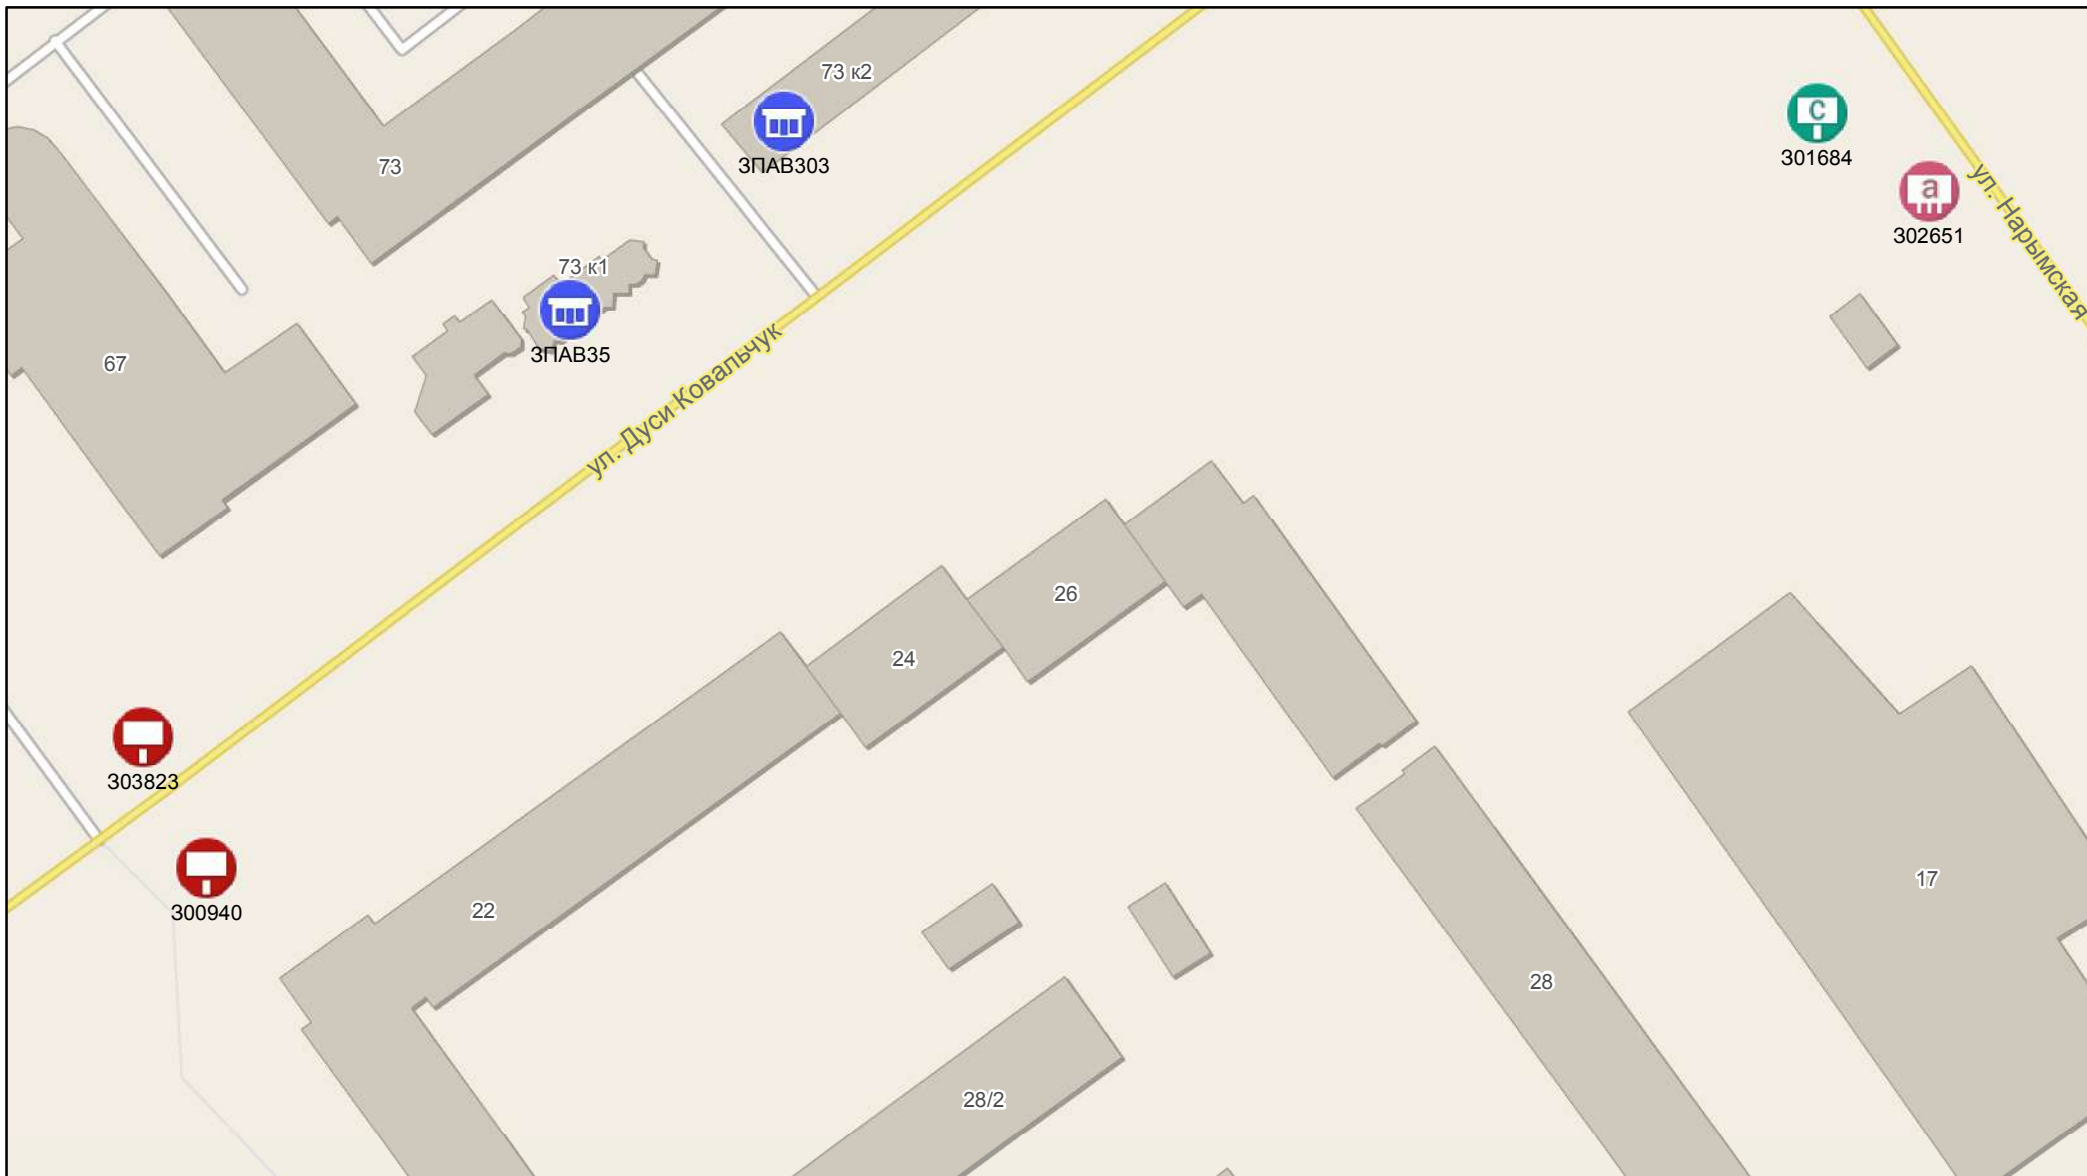 73 к2
c
301684
ЗПАВ303
73
a
302651
ул. Нарымская
73 к1
ЗПАВ35
67
ул. Дуси Ковальчук
26
24
303823
300940
22
17
28
28/2